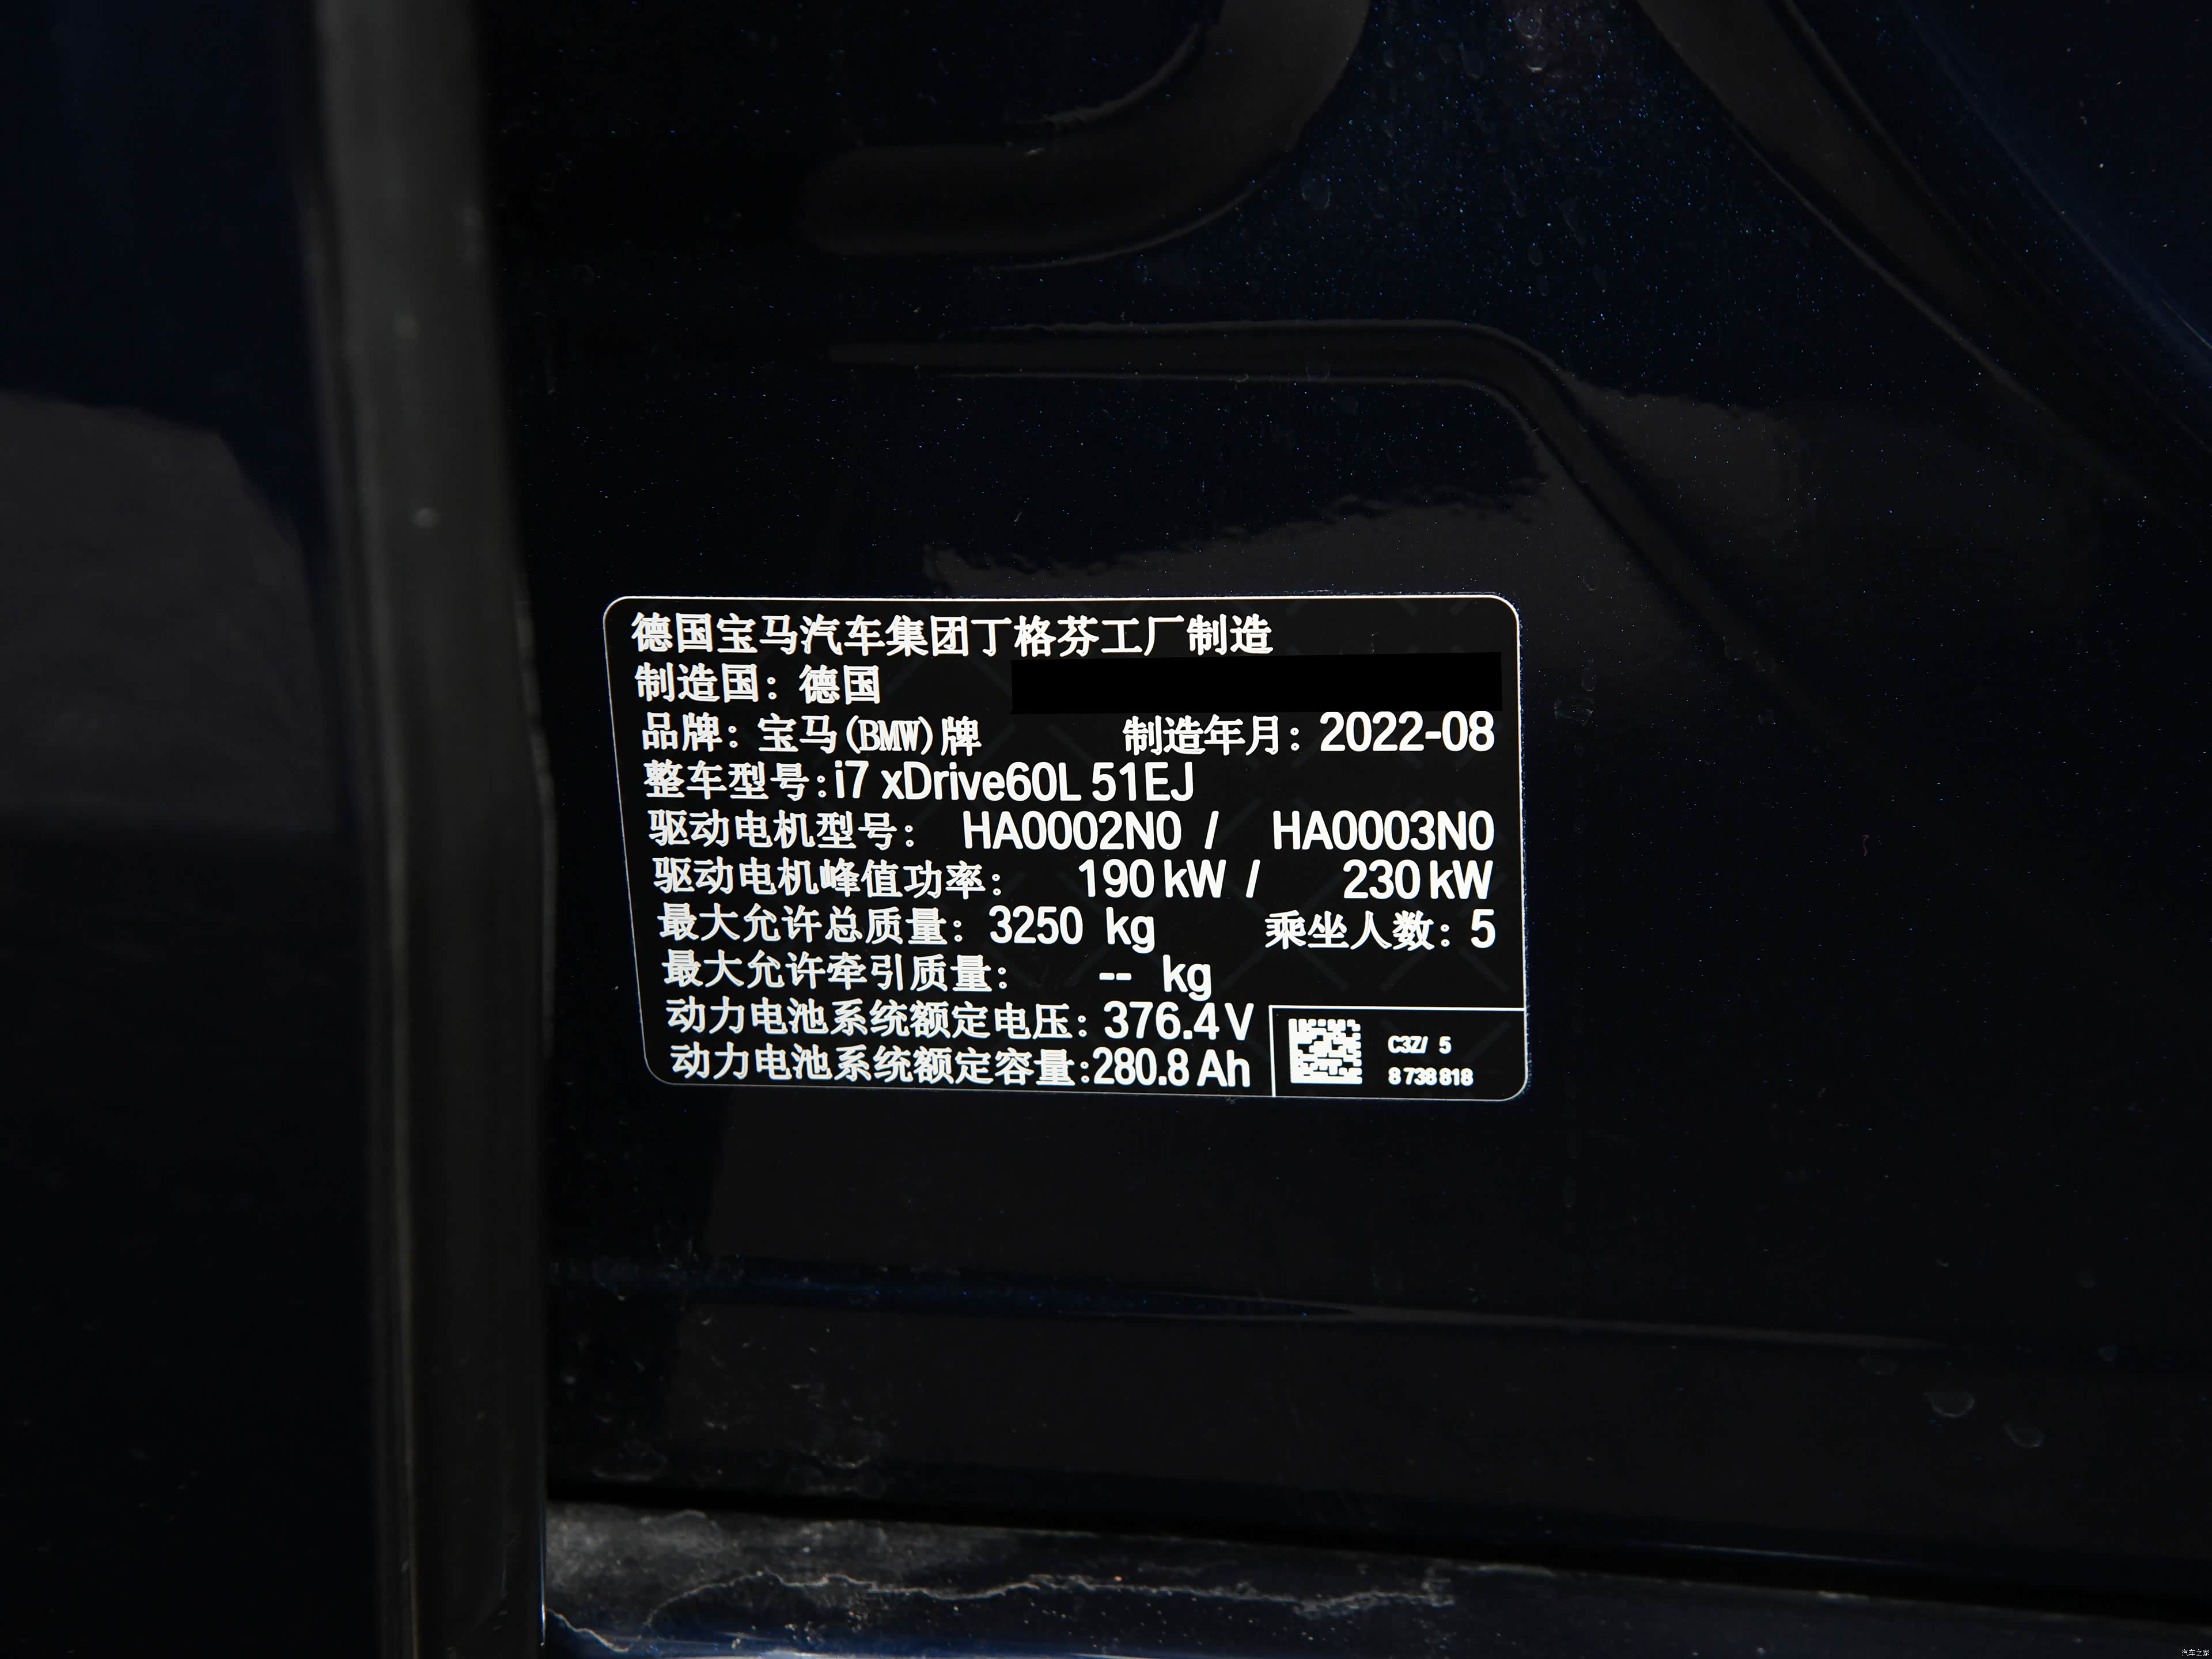 德国宝马汽车集团丁格芬工厂制造
制造国：德国
品牌：宝马(BMW)牌 制造年月：2022-08
整车型号:i7 xDrive60L 51EJ
驱动电机型号： HA0002N0 / HA0003N0
驱动电机峰值功率： 190 kW / 230 kW
最大允许总质量：3250 kg 乘坐人数：5
最大允许牵引质量： -- kg
动力电池系统额定电压：376.4 V
动力电池系统额定容量:280.8 Ah
C3Z/ 5
8 738 818
汽车之家